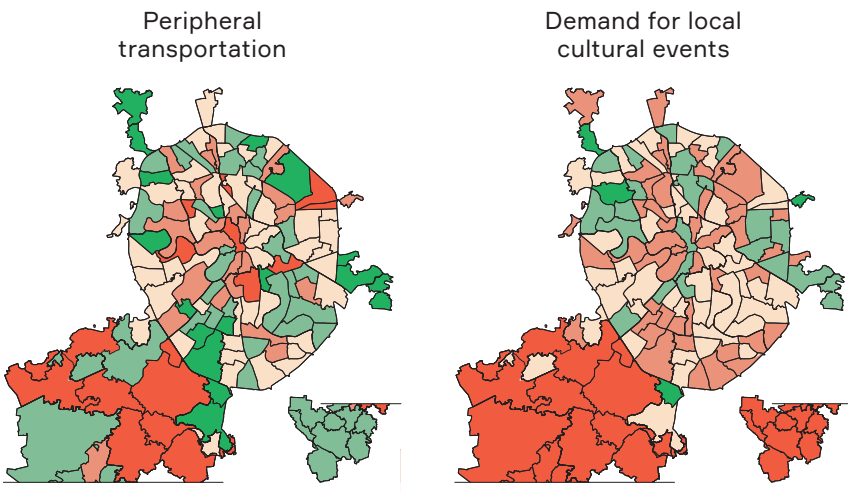 Peripheral
transportation
Demand for local
cultural events